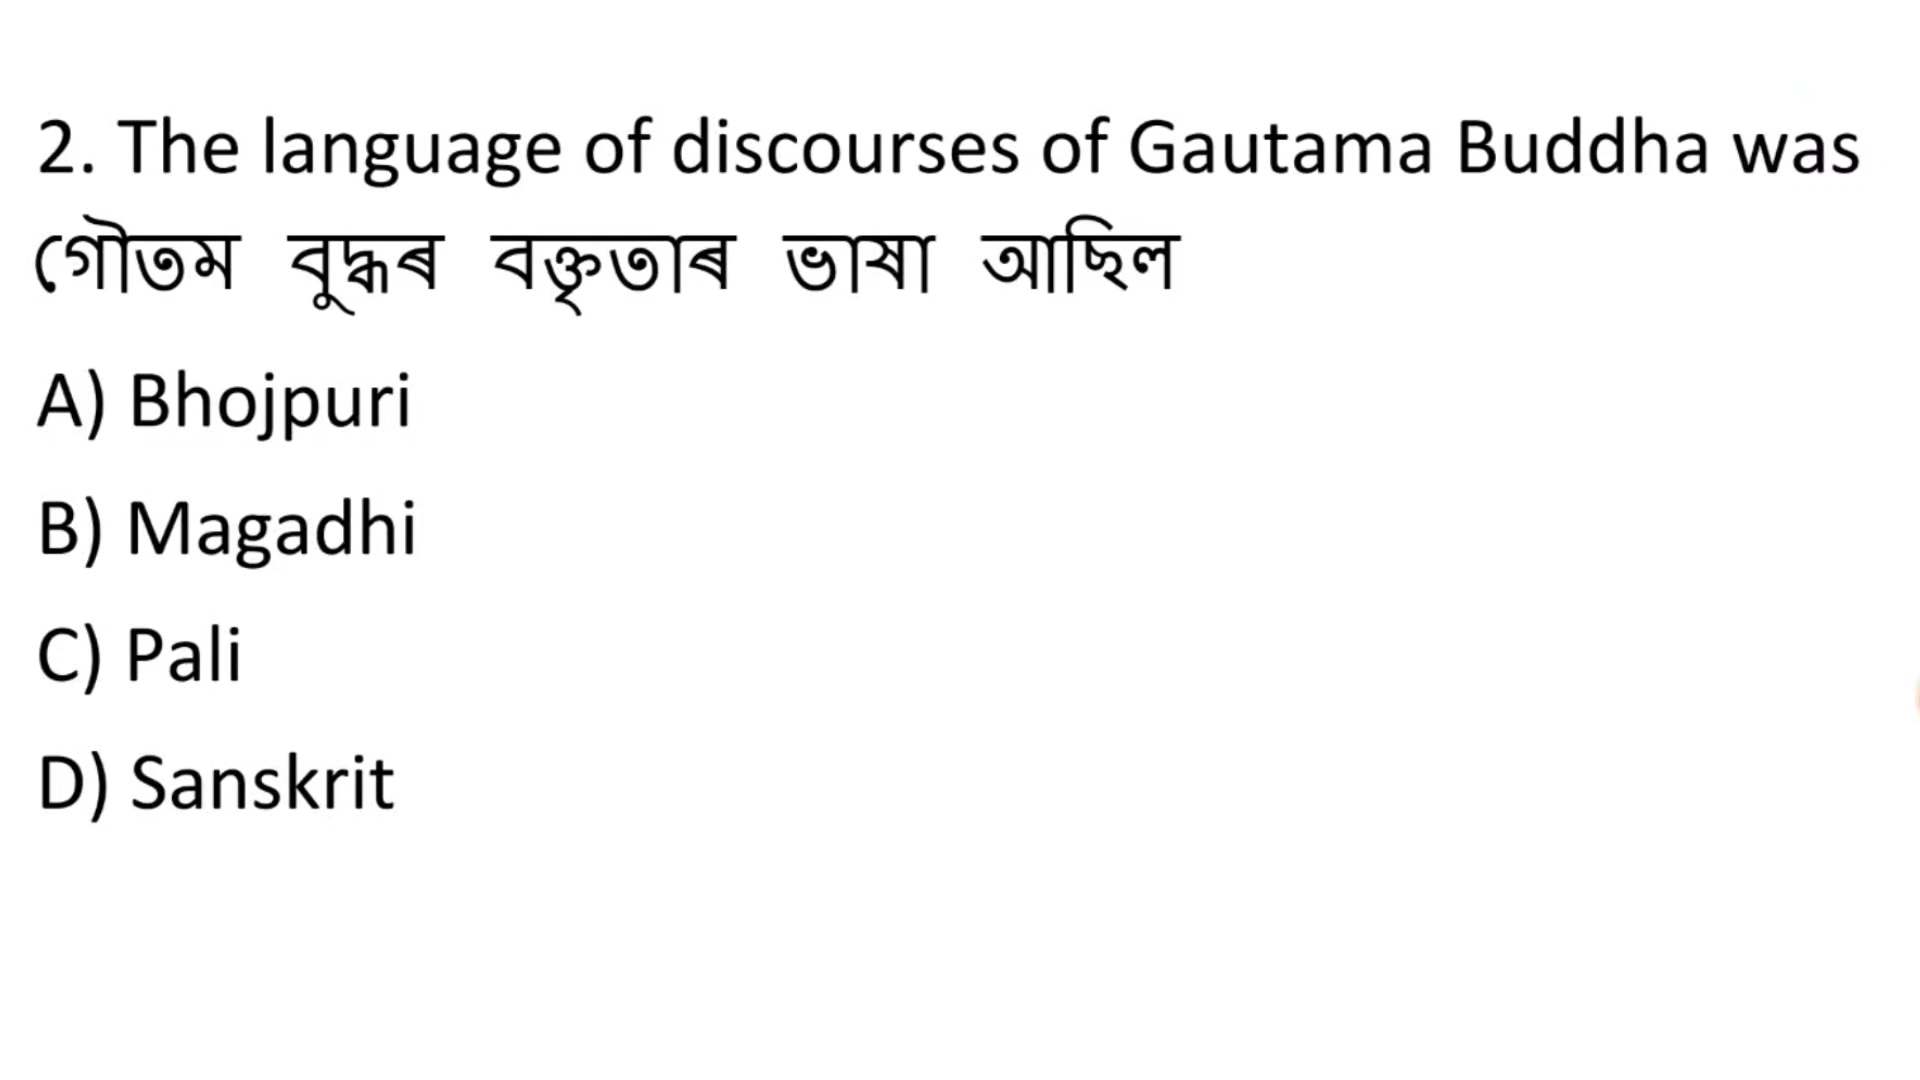 2. The language of discourses of Gautama Buddha was
গৌতম বুদ্ধৰ বক্তৃতাৰ ভাষা আছিল
A) Bhojpuri
B) Magadhi
C) Pali
D) Sanskrit